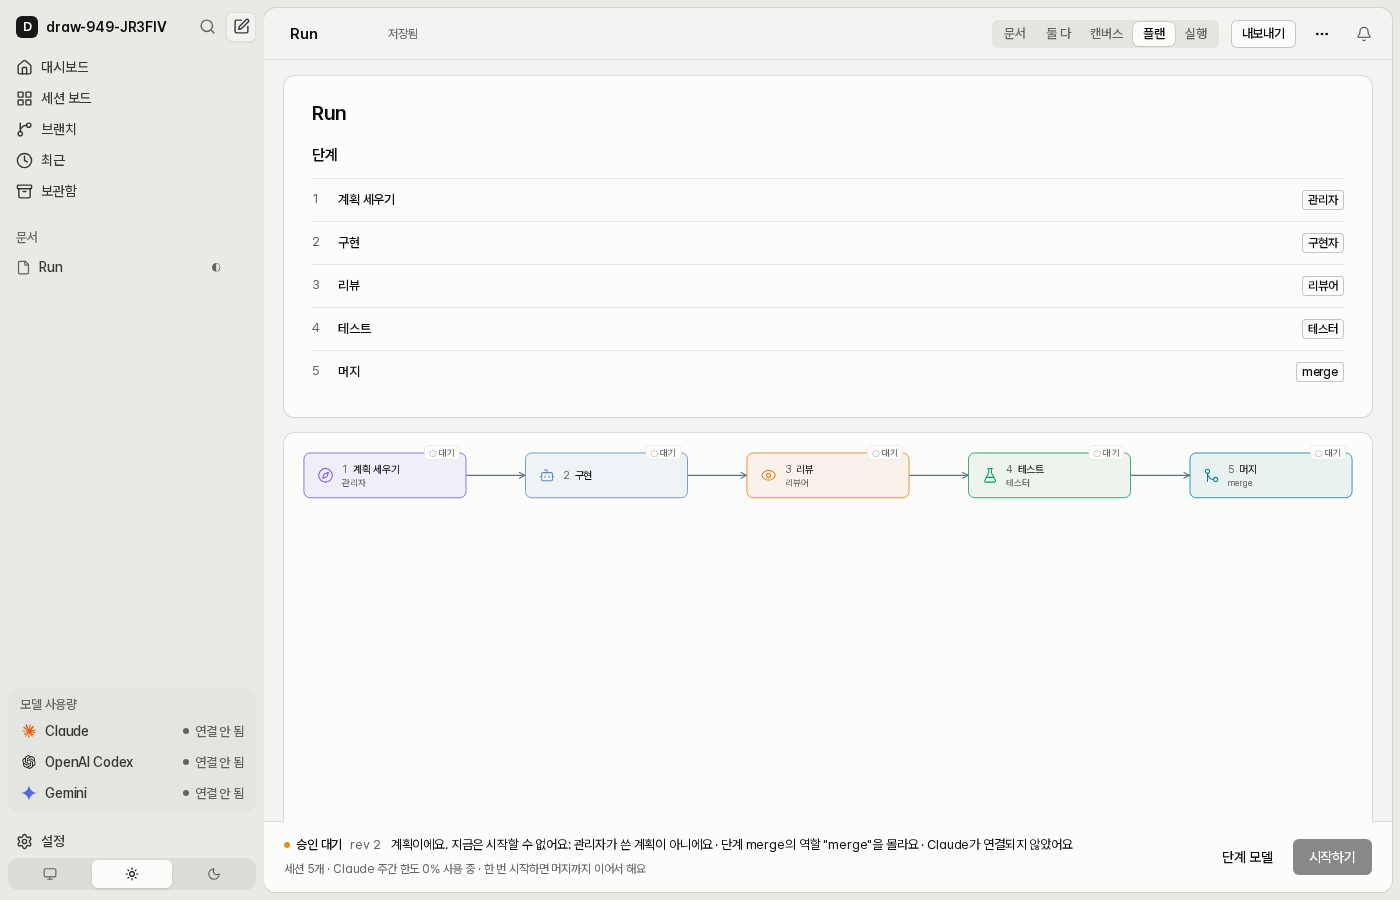 D draw-949-JR3FIV
대시보드
세션 보드
브랜치
최근
보관함
문서
Run
모델 사용량
Claude 연결 안 됨
OpenAI Codex 연결 안 됨
Gemini 연결 안 됨
설정
Run 저장됨 문서 둘 다 캔버스 플랜 실행 내보내기
Run
단계
1 계획 세우기 관리자
2 구현 구현자
3 리뷰 리뷰어
4 테스트 테스터
5 머지 merge
대기
1 계획 세우기
관리자
대기
2 구현
대기
3 리뷰
리뷰어
대기
4 테스트
테스터
대기
5 머지
merge
승인 대기 rev 2 계획이에요. 지금은 시작할 수 없어요: 관리자가 쓴 계획이 아니에요 · 단계 merge의 역할 "merge"을 몰라요 · Claude가 연결되지 않았어요
세션 5개 · Claude 주간 한도 0% 사용 중 · 한 번 시작하면 머지까지 이어서 해요
단계 모델 시작하기